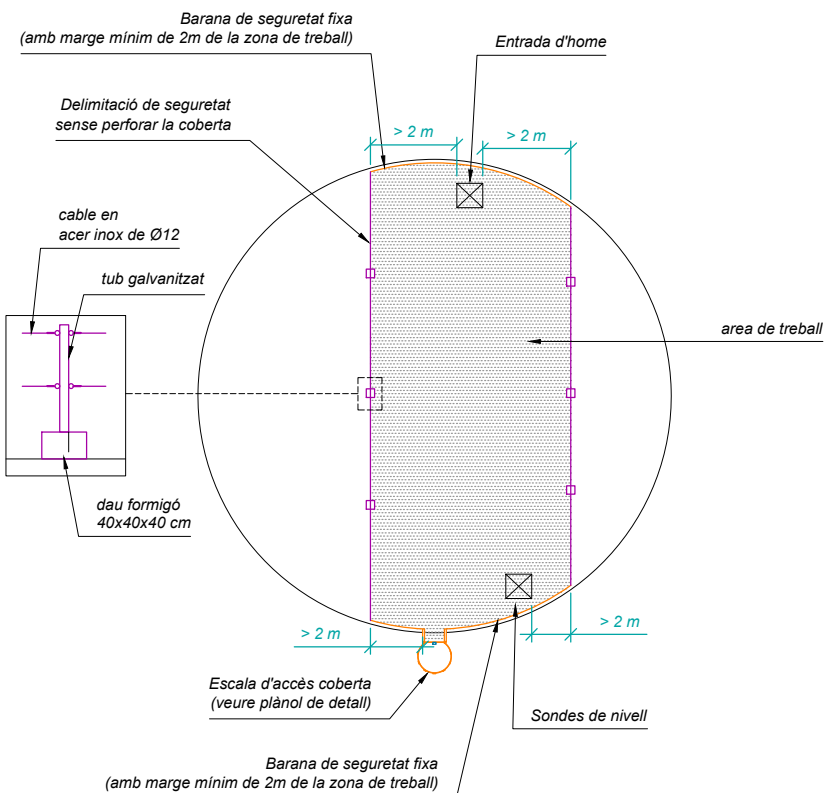 Barana de seguretat fixa
(amb marge mínim de 2m de la zona de treball)
Entrada d'home
Delimitació de seguretat
sense perforar la coberta
> 2 m
> 2 m
cable en
acer inox de Ø12
tub galvanitzat
area de treball
dau formigó
40x40x40 cm
> 2 m
> 2 m
Escala d'accès coberta
(veure plànol de detall)
Sondes de nivell
Barana de seguretat fixa
(amb marge mínim de 2m de la zona de treball)